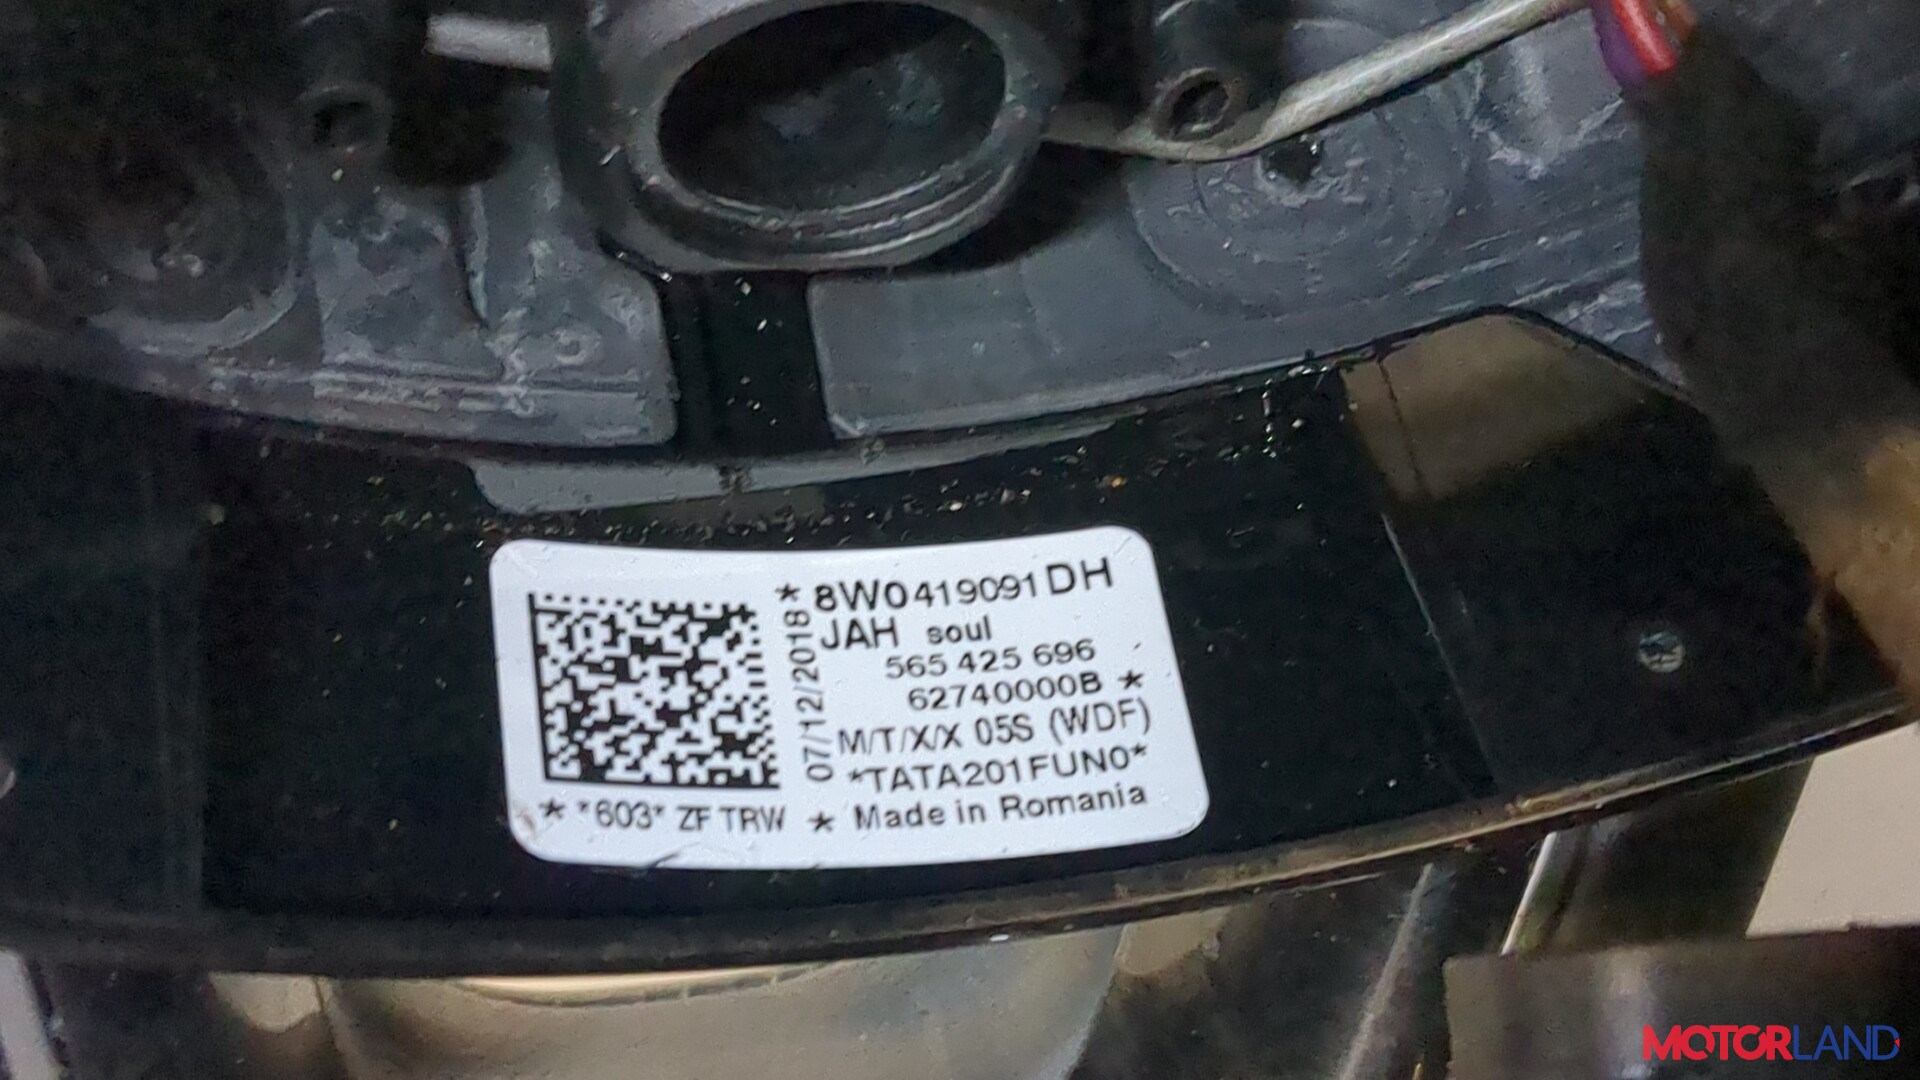 *8W0419091DH
JAH soul
565 425 696
62740000B *
M/T/X/X 05S (WDF)
*TATA201FUN0*
07/12/2018
* *603* ZF TRW * Made in Romania
MOTORLAND